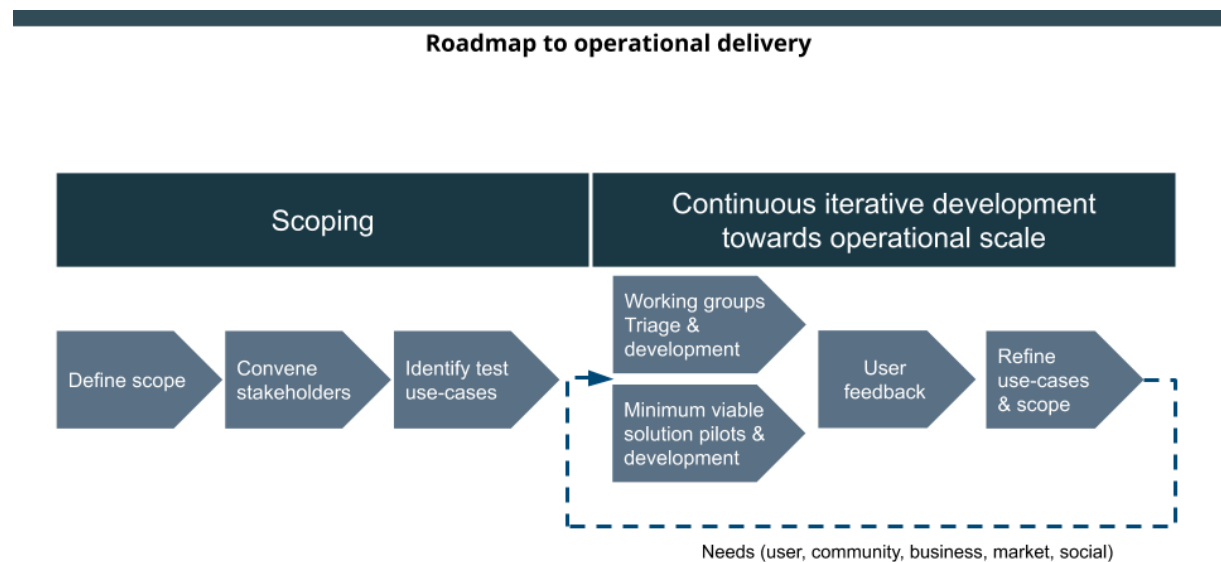 Roadmap to operational delivery
Scoping
Continuous iterative development
towards operational scale
Define scope
Convene
stakeholders
Identify test
use-cases
Working groups
Triage &
development
Minimum viable
solution pilots &
development
User
feedback
Refine
use-cases
& scope
Needs (user, community, business, market, social)